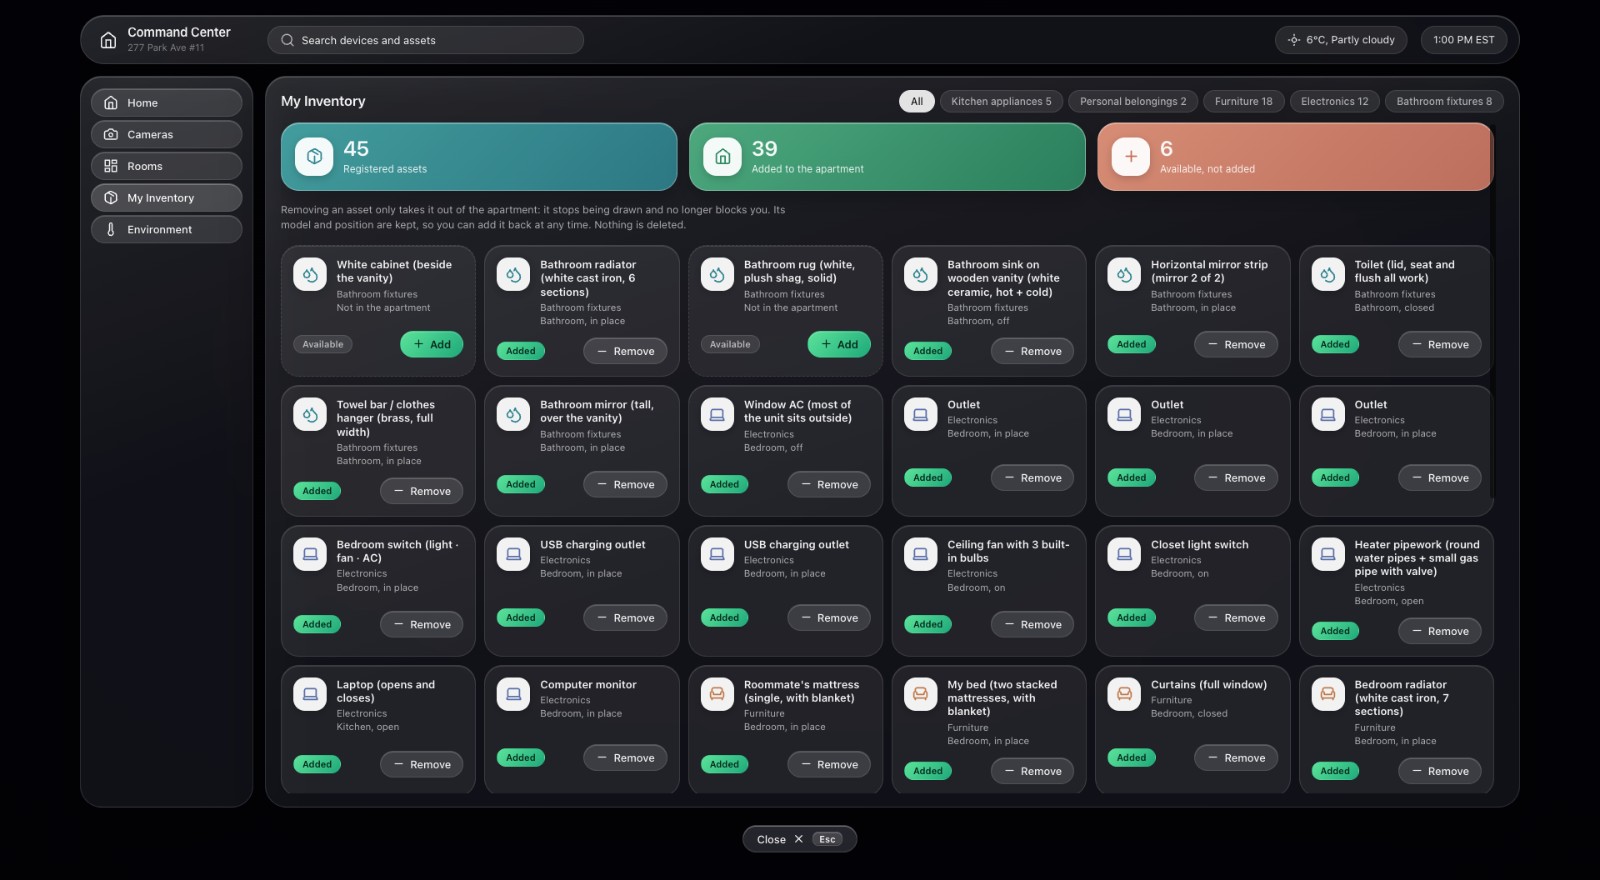 Command Center
277 Park Ave #11
Search devices and assets
6°C, Partly cloudy
1:00 PM EST
Home
Cameras
Rooms
My Inventory
Environment
My Inventory
All
Kitchen appliances 5
Personal belongings 2
Furniture 18
Electronics 12
Bathroom fixtures 8
45
Registered assets
39
Added to the apartment
6
Available, not added
Removing an asset only takes it out of the apartment: it stops being drawn and no longer blocks you. Its
model and position are kept, so you can add it back at any time. Nothing is deleted.
White cabinet (beside
the vanity)
Bathroom fixtures
Not in the apartment
Available
+ Add
Bathroom radiator
(white cast iron, 6
sections)
Bathroom fixtures
Bathroom, in place
Added
− Remove
Bathroom rug (white,
plush shag, solid)
Bathroom fixtures
Not in the apartment
Available
+ Add
Bathroom sink on
wooden vanity (white
ceramic, hot + cold)
Bathroom fixtures
Bathroom, off
Added
− Remove
Horizontal mirror strip
(mirror 2 of 2)
Bathroom fixtures
Bathroom, in place
Added
− Remove
Toilet (lid, seat and
flush all work)
Bathroom fixtures
Bathroom, closed
Added
− Remove
Towel bar / clothes
hanger (brass, full
width)
Bathroom fixtures
Bathroom, in place
Added
− Remove
Bathroom mirror (tall,
over the vanity)
Bathroom fixtures
Bathroom, in place
Added
− Remove
Window AC (most of
the unit sits outside)
Electronics
Bedroom, off
Added
− Remove
Outlet
Electronics
Bedroom, in place
Added
− Remove
Outlet
Electronics
Bedroom, in place
Added
− Remove
Outlet
Electronics
Bedroom, in place
Added
− Remove
Bedroom switch (light ·
fan · AC)
Electronics
Bedroom, in place
Added
− Remove
USB charging outlet
Electronics
Bedroom, in place
Added
− Remove
USB charging outlet
Electronics
Bedroom, in place
Added
− Remove
Ceiling fan with 3 built-
in bulbs
Electronics
Bedroom, on
Added
− Remove
Closet light switch
Electronics
Bedroom, on
Added
− Remove
Heater pipework (round
water pipes + small gas
pipe with valve)
Electronics
Bedroom, open
Added
− Remove
Laptop (opens and
closes)
Electronics
Kitchen, open
Added
− Remove
Computer monitor
Electronics
Bedroom, in place
Added
− Remove
Roommate's mattress
(single, with blanket)
Furniture
Bedroom, in place
Added
− Remove
My bed (two stacked
mattresses, with
blanket)
Furniture
Bedroom, in place
Added
− Remove
Curtains (full window)
Furniture
Bedroom, closed
Added
− Remove
Bedroom radiator
(white cast iron, 7
sections)
Furniture
Bedroom, in place
Added
− Remove
Close ✕ Esc